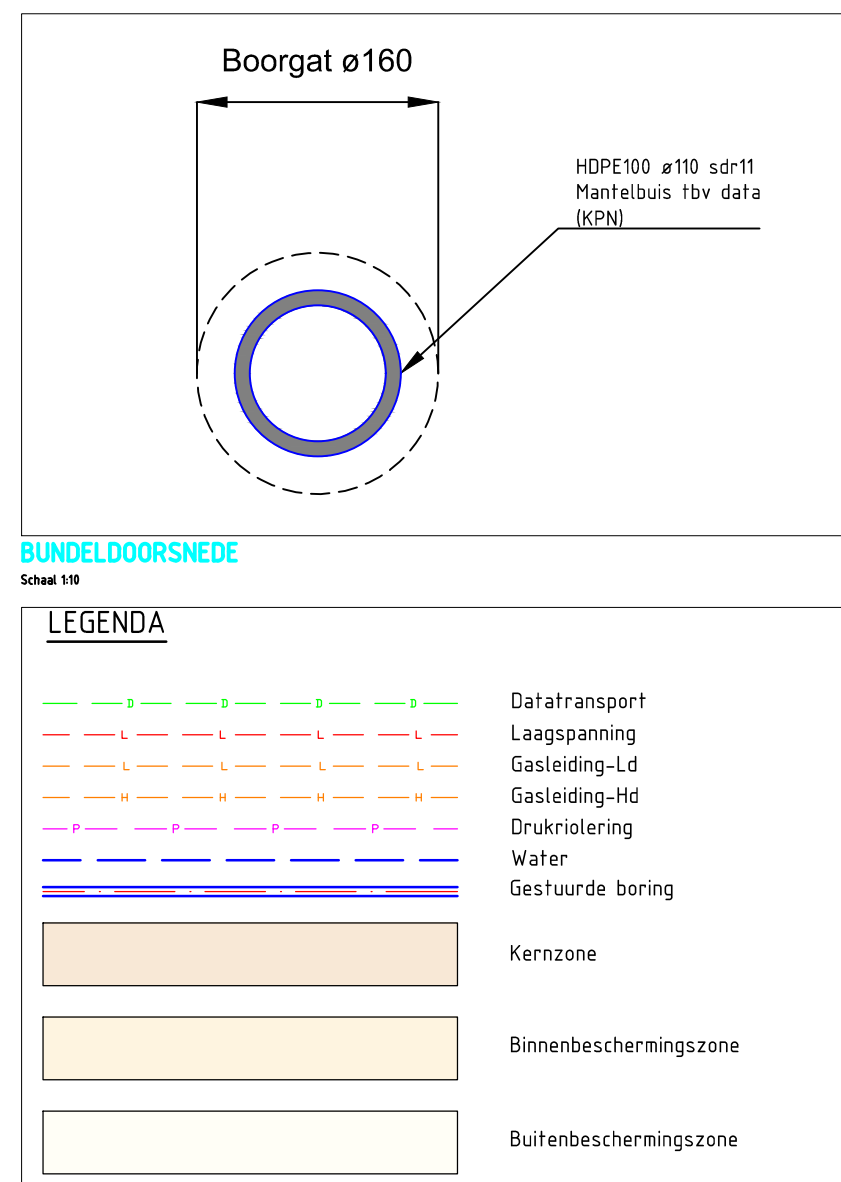 Boorgat ø160
HDPE100 ø110 sdr11
Mantelbuis tbv data
(KPN)
BUNDELDOORSNEDE
Schaal 1:10
LEGENDA
D D D D Datatransport
L L L L Laagspanning
L L L L Gasleiding-Ld
H H H H Gasleiding-Hd
P P P P Drukriolering
Water
Gestuurde boring
Kernzone
Binnenbeschermingszone
Buitenbeschermingszone